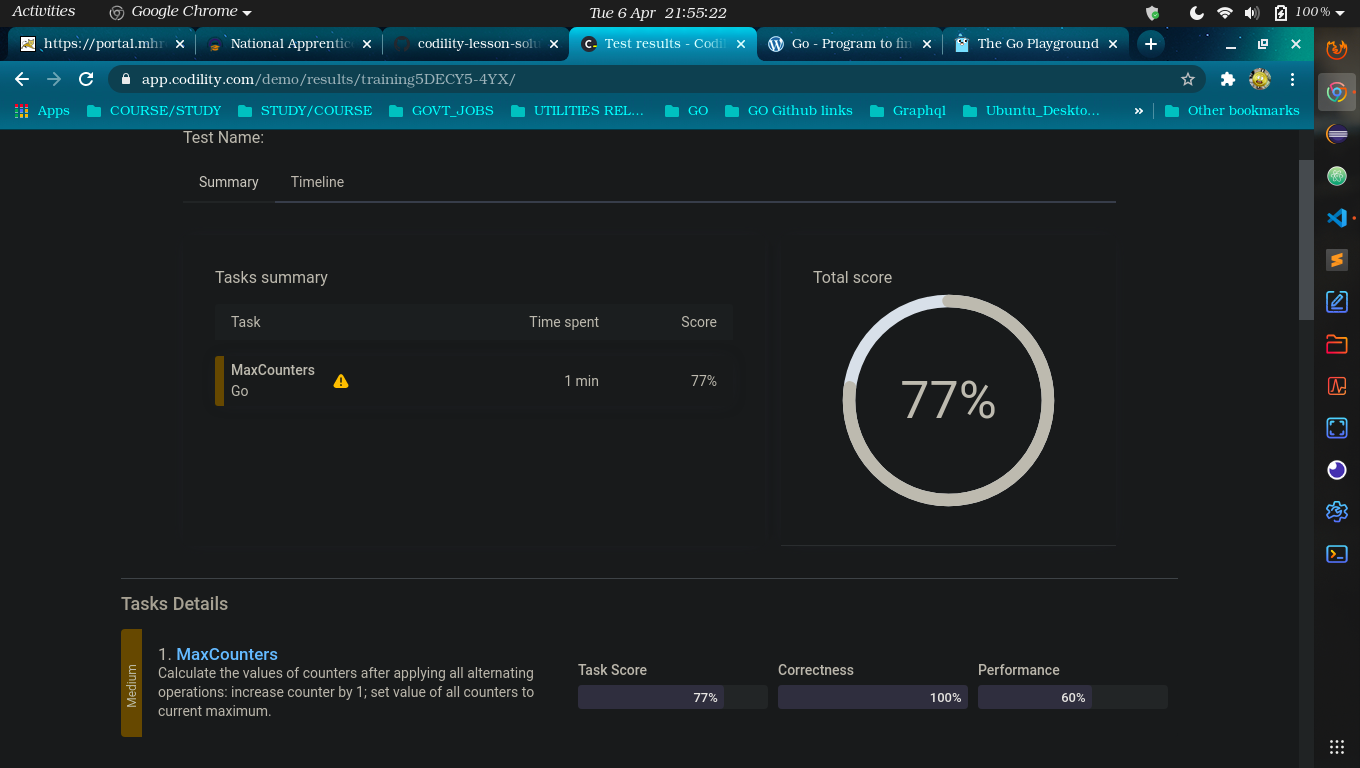 Activities Google Chrome Tue 6 Apr 21:55:22 100%
https://portal.mhr National Apprentic codility-lesson-solu Test results - Codil Go - Program to fin The Go Playground
app.codility.com/demo/results/training5DECY5-4YX/
Apps COURSE/STUDY STUDY/COURSE GOVT_JOBS UTILITIES REL... GO GO Github links Graphql Ubuntu_Deskto... » Other bookmarks
Test Name:
Summary Timeline
Tasks summary
Task Time spent Score
MaxCounters
Go
1 min 77%
Total score
77%
Tasks Details
Medium
1. MaxCounters
Calculate the values of counters after applying all alternating
operations: increase counter by 1; set value of all counters to
current maximum.
Task Score Correctness Performance
77% 100% 60%